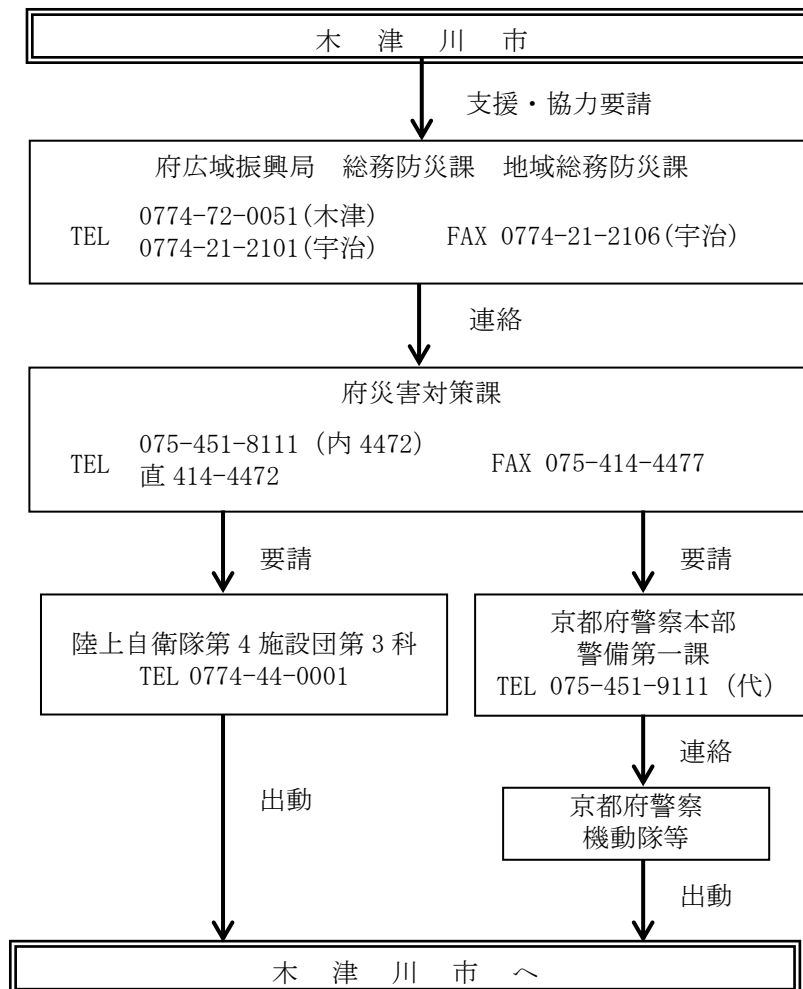 木 津 川 市
支援・協力要請
府広域振興局 総務防災課 地域総務防災課
TEL 0774-72-0051(木津)
0774-21-2101(宇治)
FAX 0774-21-2106(宇治)
連絡
府災害対策課
TEL 075-451-8111 (内 4472)
直 414-4472
FAX 075-414-4477
要請
要請
陸上自衛隊第 4 施設団第 3 科
TEL 0774-44-0001
京都府警察本部
警備第一課
TEL 075-451-9111 (代)
連絡
出動
京都府警察
機動隊等
出動
木 津 川 市 へ